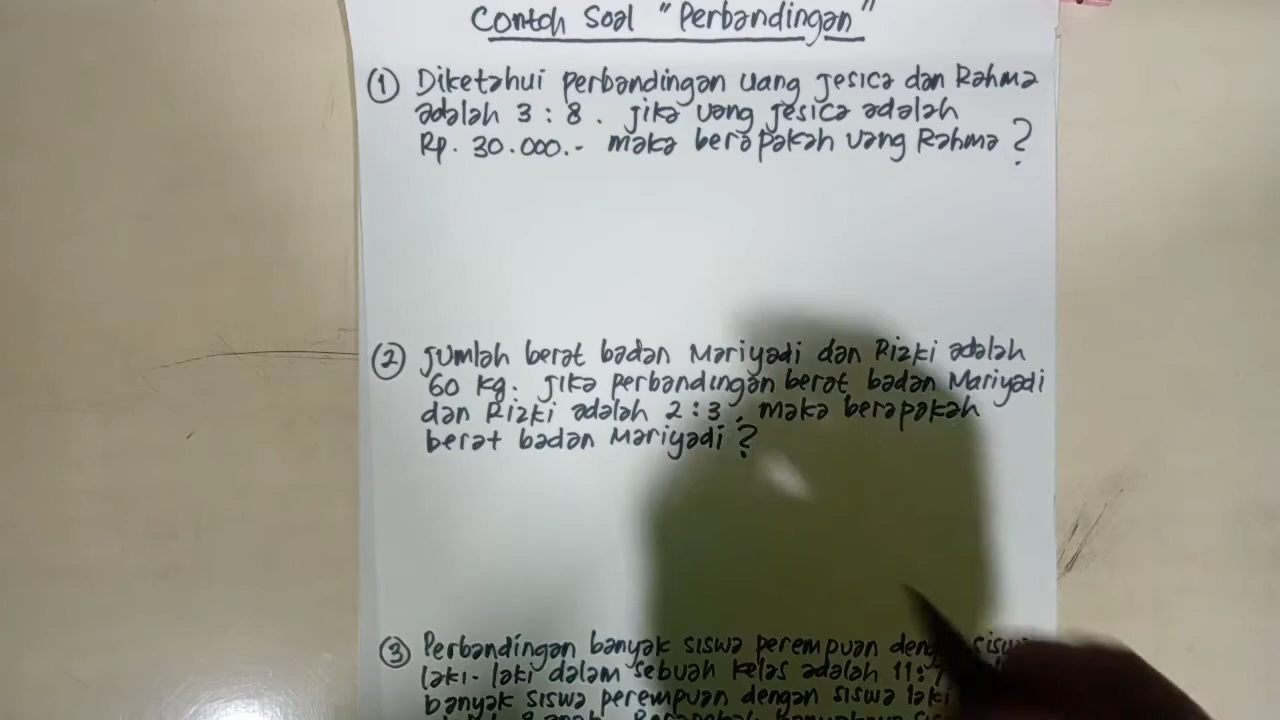 Contoh Soal "Perbandingan"
① Diketahui perbandingan uang Jesica dan Rahma
adalah 3 : 8 . Jika uang Jesica adalah
Rp. 30.000.- maka berapakah uang Rahma ?
② Jumlah berat badan Mariyadi dan Rizki adalah
60 kg. Jika perbandingan berat badan Mariyadi
dan Rizki adalah 2 : 3 , maka berapakah
berat badan Mariyadi ?
③ Perbandingan banyak siswa perempuan
laki-laki dalam sebuah kelas adalah 11:
banyak siswa perempuan dengan siswa laki